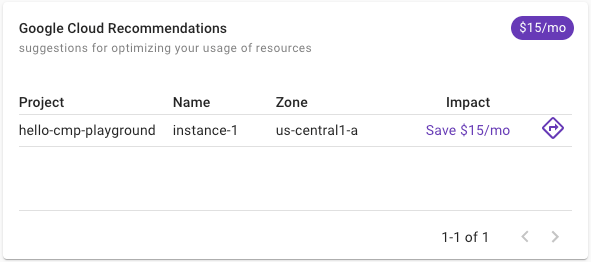 Google Cloud Recommendations
$15/mo
suggestions for optimizing your usage of resources
Project Name Zone Impact
hello-cmp-playground instance-1 us-central1-a Save $15/mo
1-1 of 1